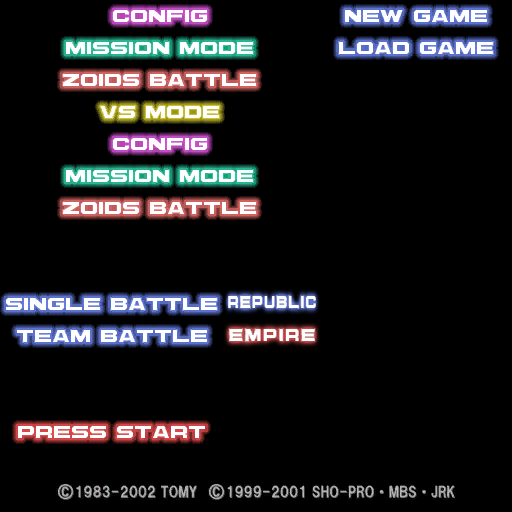 CONFIG
NEW GAME
MISSION MODE
LOAD GAME
ZOIDS BATTLE
VS MODE
CONFIG
MISSION MODE
ZOIDS BATTLE
SINGLE BATTLE
REPUBLIC
TEAM BATTLE
EMPIRE
PRESS START
©1983-2002 TOMY ©1999-2001 SHO-PRO・MBS・JRK